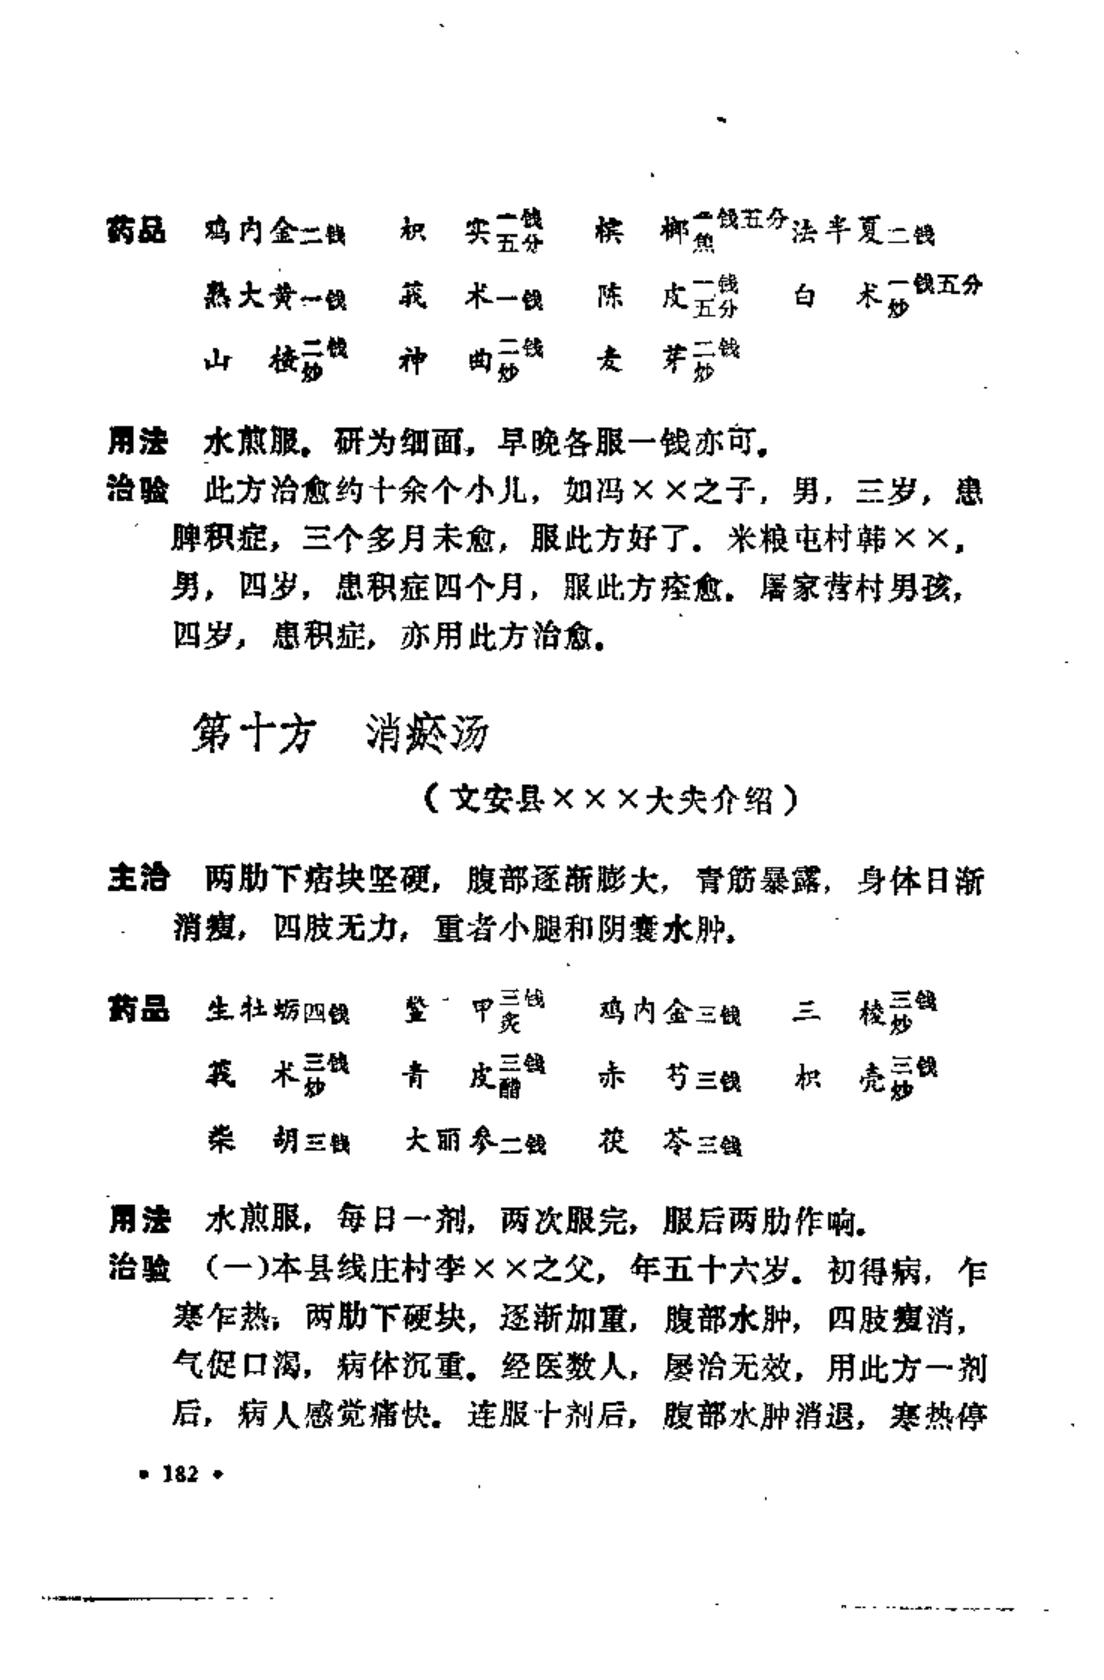 药品 鸡内金二钱 枳实一钱五分 槟榔一钱五分焦 法半夏二钱
熟大黄一钱 莪术一钱 陈皮一钱五分 白术一钱五分炒
山楂二钱炒 神曲二钱炒 麦芽二钱炒
用法 水煎服。研为细面，早晚各服一钱亦可。
治验 此方治愈约十余个小儿，如冯××之子，男，三岁，患
脾积症，三个多月未愈，服此方好了。米粮屯村韩××，
男，四岁，患积症四个月，服此方痊愈。屠家营村男孩，
四岁，患积症，亦用此方治愈。
第十方 消瘀汤
（文安县×××大夫介绍）
主治 两肋下痞块坚硬，腹部逐渐膨大，青筋暴露，身体日渐
消瘦，四肢无力，重者小腿和阴囊水肿。
药品 生牡蛎四钱 鳖甲三钱炙 鸡内金三钱 三棱三钱炒
莪术三钱炒 青皮三钱醋 赤芍三钱 枳壳三钱炒
柴胡三钱 大丽参二钱 茯苓三钱
用法 水煎服，每日一剂，两次服完，服后两肋作响。
治验 （一）本县线庄村李××之父，年五十六岁。初得病，乍
寒乍热，两肋下硬块，逐渐加重，腹部水肿，四肢瘦消，
气促口渴，病体沉重。经医数人，屡治无效，用此方一剂
后，病人感觉痛快。连服十剂后，腹部水肿消退，寒热停
• 182 •